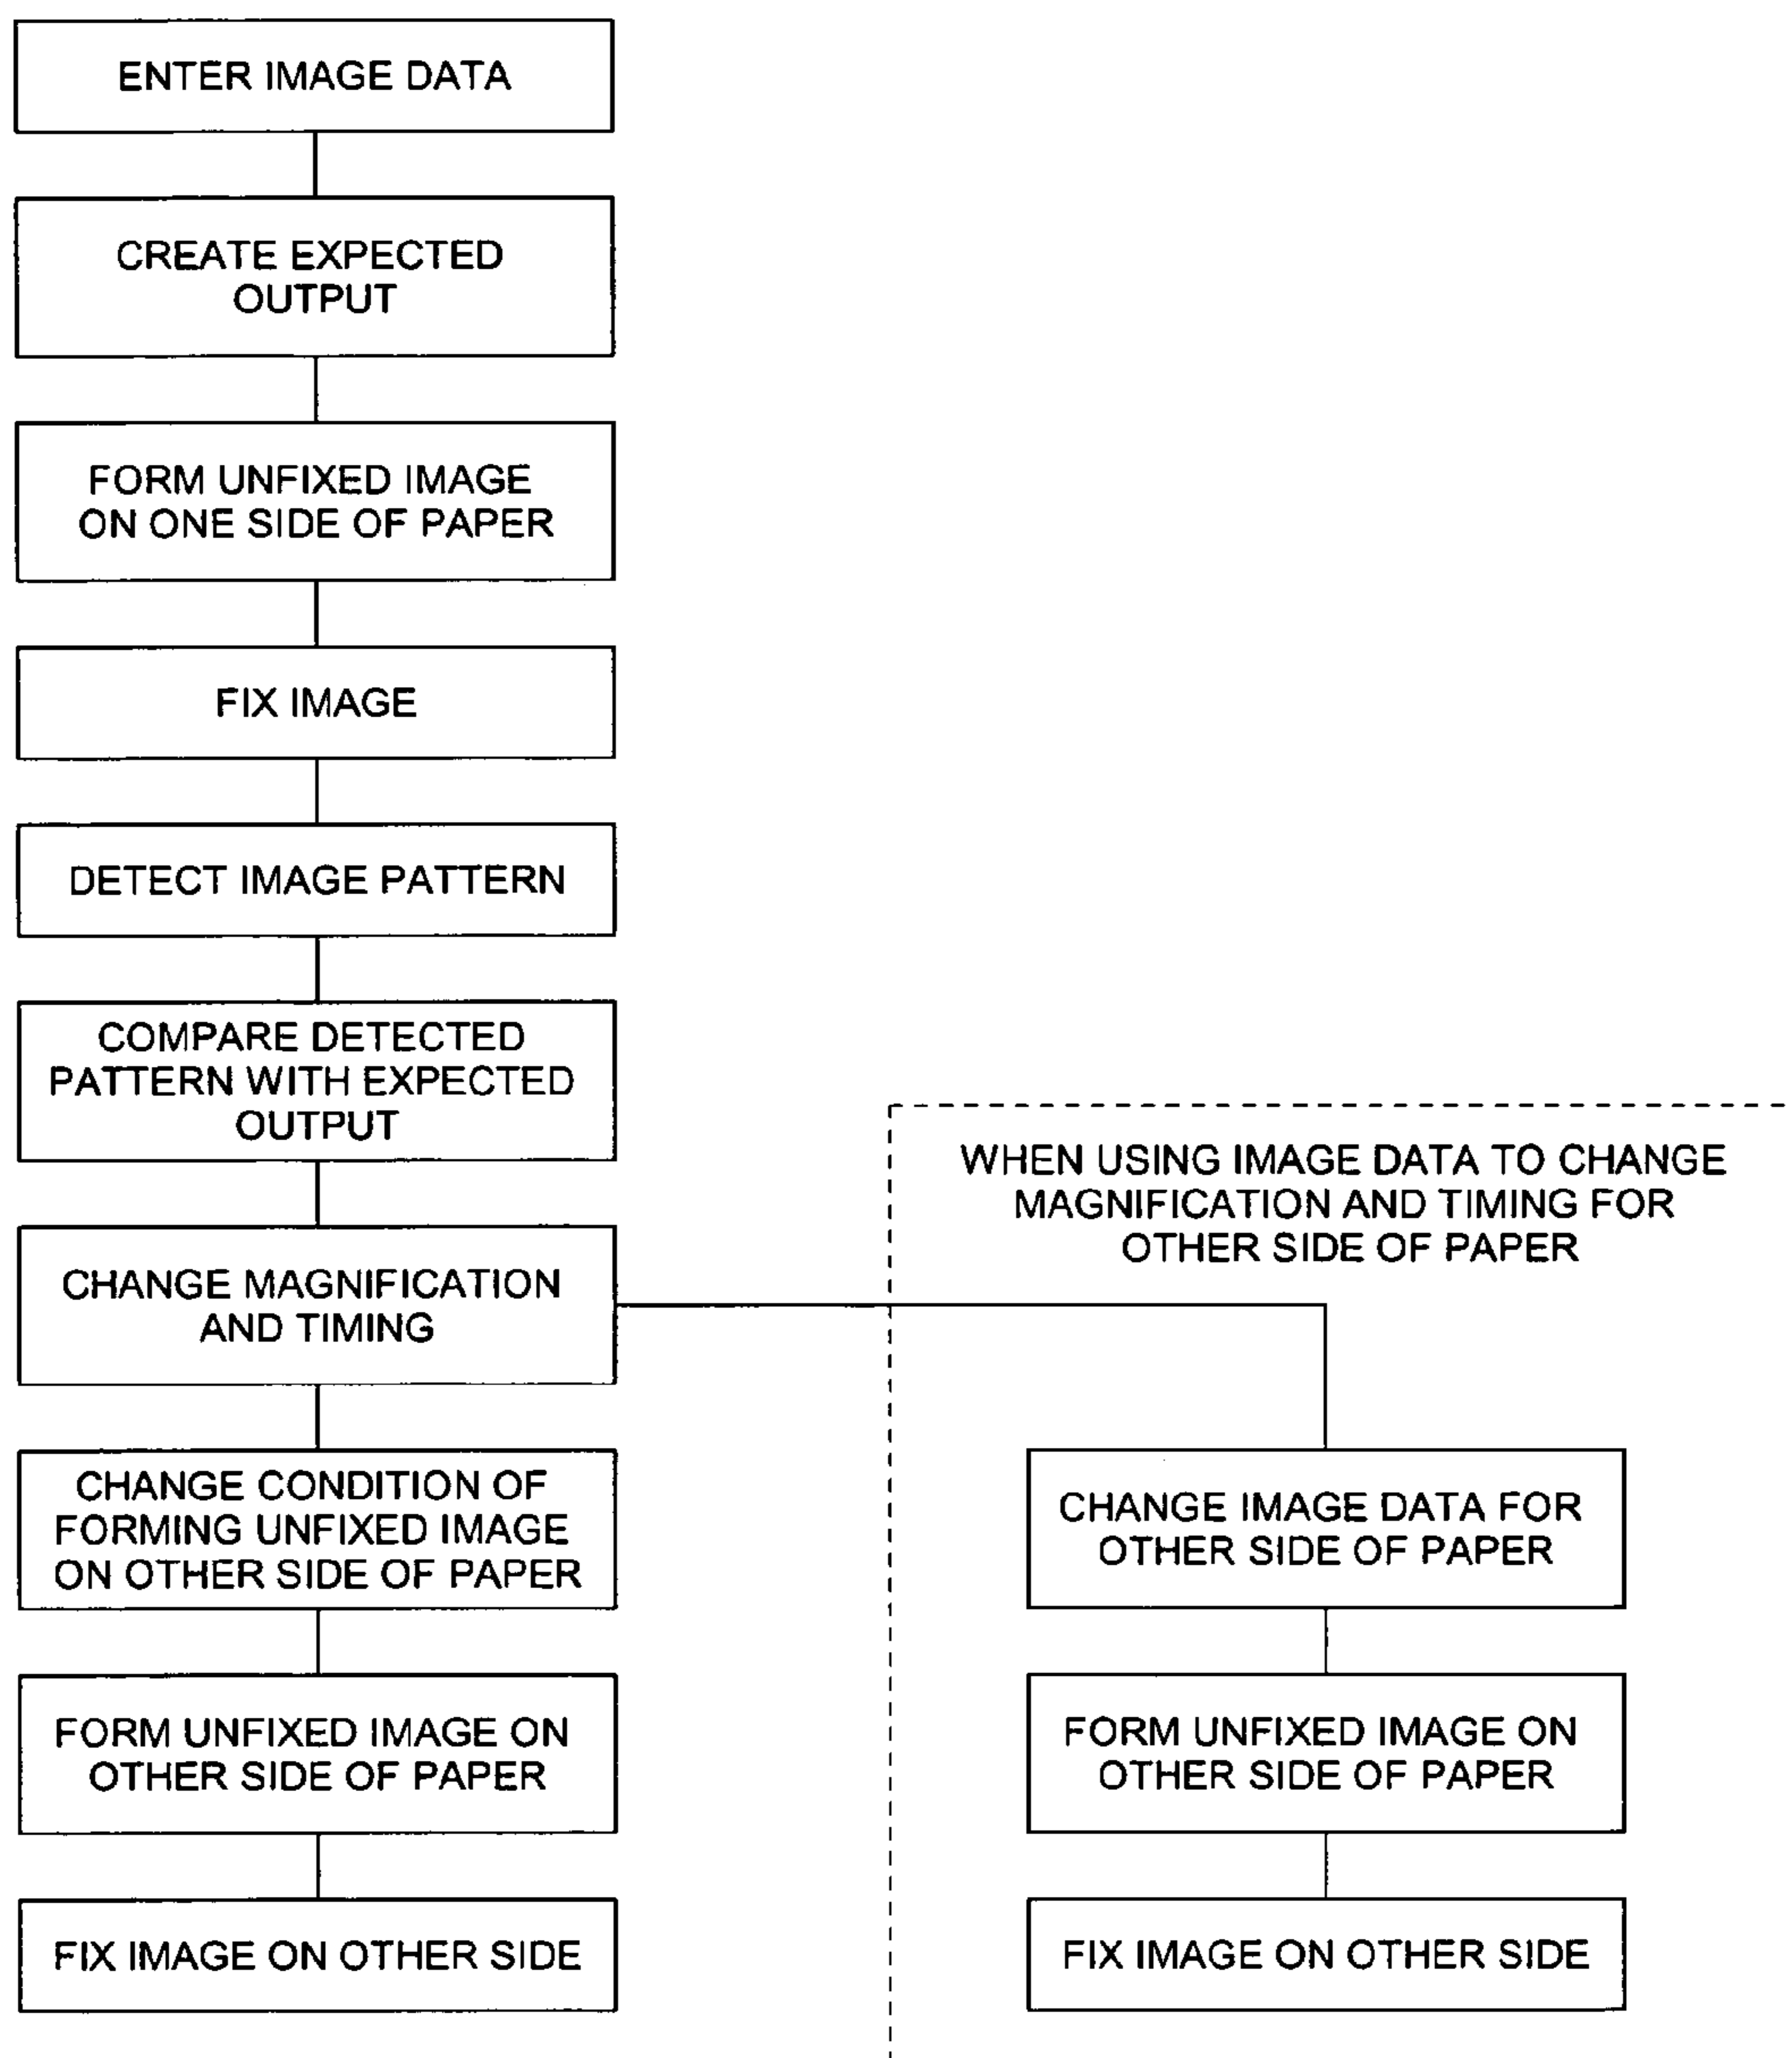 ENTER IMAGE DATA
CREATE EXPECTED
OUTPUT
FORM UNFIXED IMAGE
ON ONE SIDE OF PAPER
FIX IMAGE
DETECT IMAGE PATTERN
COMPARE DETECTED
PATTERN WITH EXPECTED
OUTPUT
CHANGE MAGNIFICATION
AND TIMING
CHANGE CONDITION OF
FORMING UNFIXED IMAGE
ON OTHER SIDE OF PAPER
FORM UNFIXED IMAGE ON
OTHER SIDE OF PAPER
FIX IMAGE ON OTHER SIDE
WHEN USING IMAGE DATA TO CHANGE
MAGNIFICATION AND TIMING FOR
OTHER SIDE OF PAPER
CHANGE IMAGE DATA FOR
OTHER SIDE OF PAPER
FORM UNFIXED IMAGE ON
OTHER SIDE OF PAPER
FIX IMAGE ON OTHER SIDE